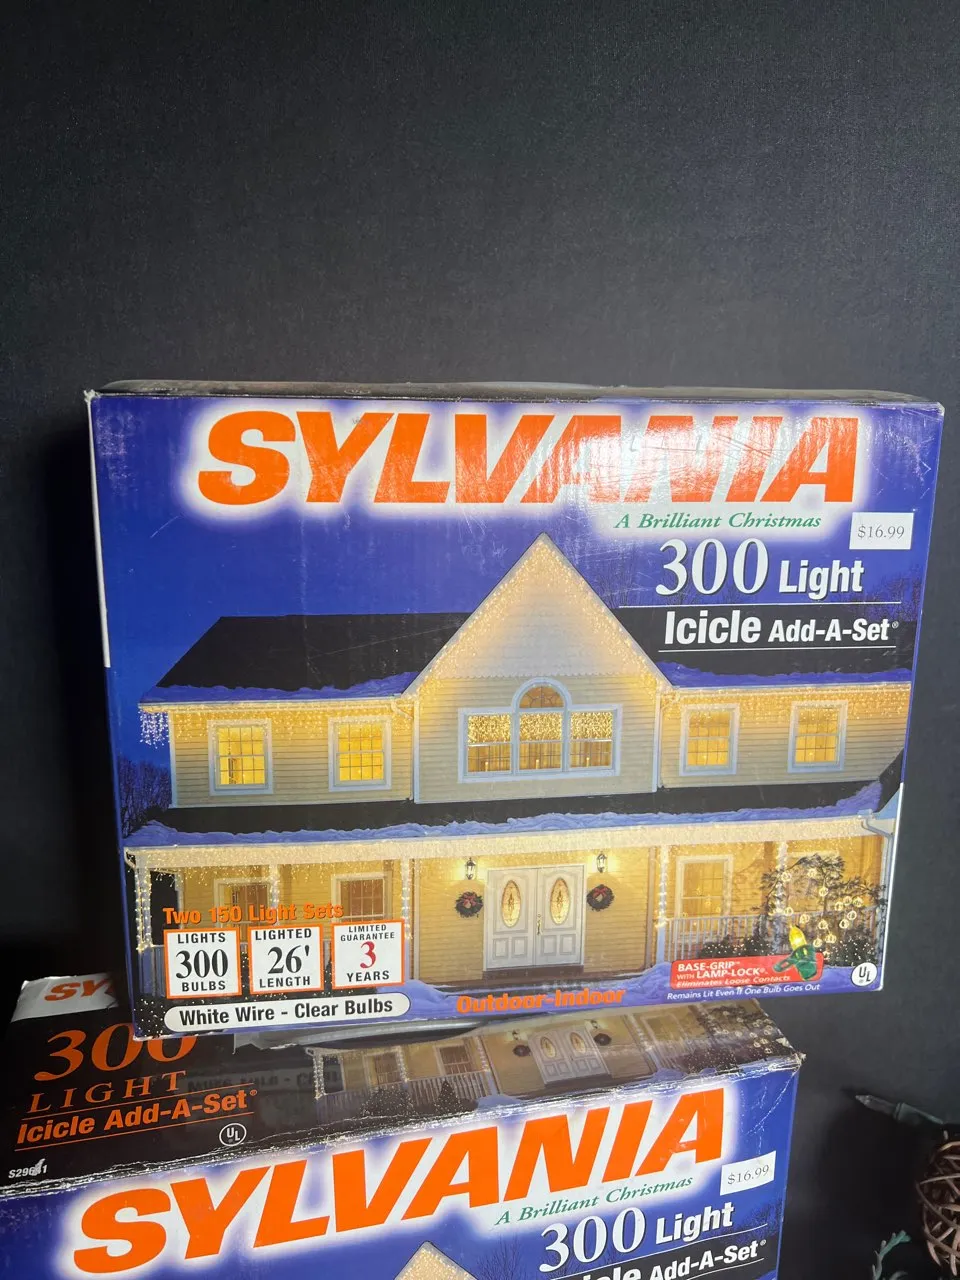 SYLVANIA
A Brilliant Christmas
$16.99
300 Light
Icicle Add-A-Set®
Two 150 Light Sets
LIGHTS
300
BULBS
LIGHTED
26'
LENGTH
LIMITED
GUARANTEE
3
YEARS
White Wire - Clear Bulbs
Outdoor-Indoor
BASE-GRIP™
WITH LAMP-LOCK®
Eliminates Loose Contacts
Remains Lit Even If One Bulb Goes Out
UL
SY
300
LIGHT
Icicle Add-A-Set®
UL
SYLVANIA
A Brilliant Christmas
$16.99
300 Light
Icicle Add-A-Set®